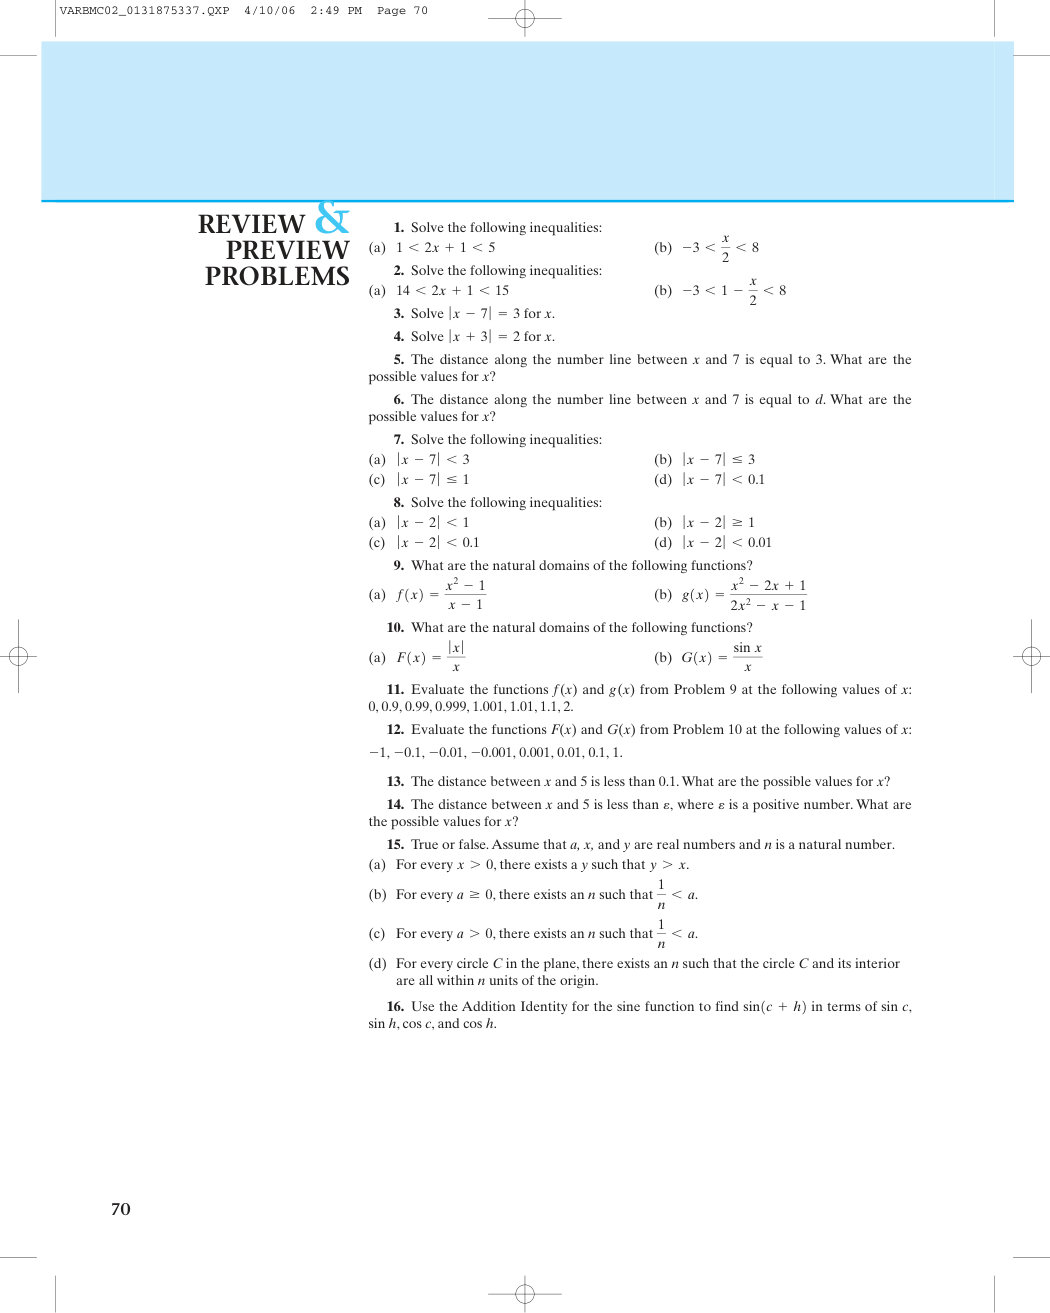 VARBMC02_0131875337.QXP 4/10/06 2:49 PM Page 70
REVIEW &
PREVIEW
PROBLEMS
1. Solve the following inequalities:
(a) 1 < 2x + 1 < 5 (b) −3 < x/2 < 8
2. Solve the following inequalities:
(a) 14 < 2x + 1 < 15 (b) −3 < 1 − x/2 < 8
3. Solve |x − 7| = 3 for x.
4. Solve |x + 3| = 2 for x.
5. The distance along the number line between x and 7 is equal to 3. What are the
possible values for x?
6. The distance along the number line between x and 7 is equal to d. What are the
possible values for x?
7. Solve the following inequalities:
(a) |x − 7| < 3 (b) |x − 7| ≤ 3
(c) |x − 7| ≤ 1 (d) |x − 7| < 0.1
8. Solve the following inequalities:
(a) |x − 2| < 1 (b) |x − 2| ≥ 1
(c) |x − 2| < 0.1 (d) |x − 2| < 0.01
9. What are the natural domains of the following functions?
(a) f(x) = (x² − 1)/(x − 1) (b) g(x) = (x² − 2x + 1)/(2x² − x − 1)
10. What are the natural domains of the following functions?
(a) F(x) = |x|/x (b) G(x) = sin x/x
11. Evaluate the functions f(x) and g(x) from Problem 9 at the following values of x:
0, 0.9, 0.99, 0.999, 1.001, 1.01, 1.1, 2.
12. Evaluate the functions F(x) and G(x) from Problem 10 at the following values of x:
−1, −0.1, −0.01, −0.001, 0.001, 0.01, 0.1, 1.
13. The distance between x and 5 is less than 0.1. What are the possible values for x?
14. The distance between x and 5 is less than ε, where ε is a positive number. What are
the possible values for x?
15. True or false. Assume that a, x, and y are real numbers and n is a natural number.
(a) For every x > 0, there exists a y such that y > x.
(b) For every a ≥ 0, there exists an n such that 1/n < a.
(c) For every a > 0, there exists an n such that 1/n < a.
(d) For every circle C in the plane, there exists an n such that the circle C and its interior
are all within n units of the origin.
16. Use the Addition Identity for the sine function to find sin(c + h) in terms of sin c,
sin h, cos c, and cos h.
70